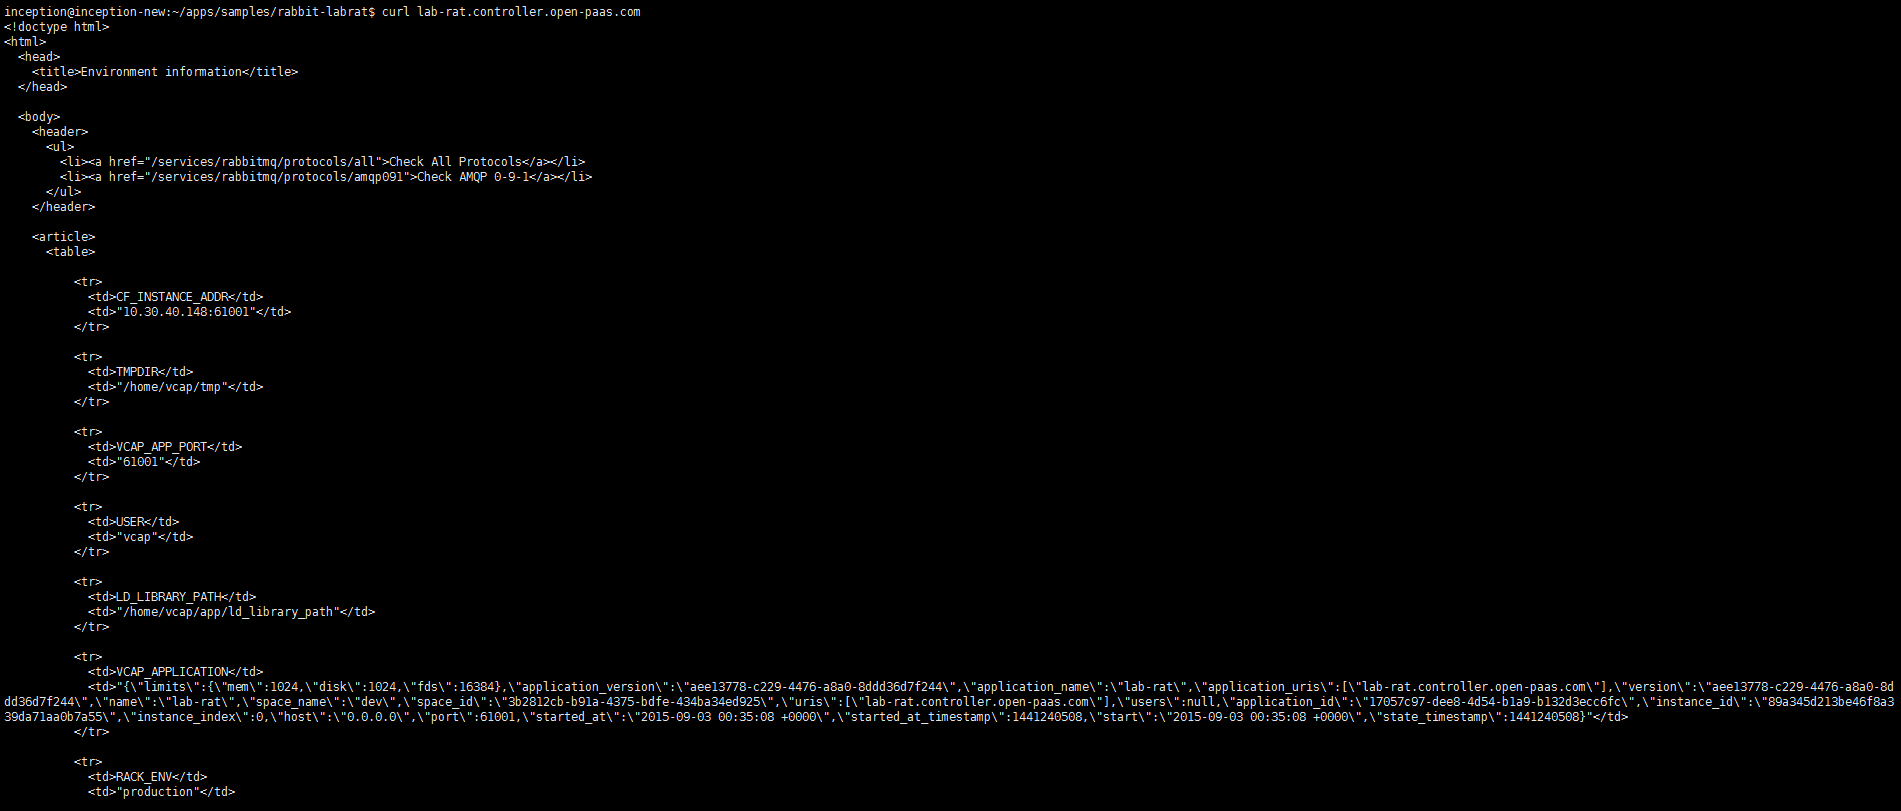 inception@inception-new:~/apps/samples/rabbit-labrat$ curl lab-rat.controller.open-paas.com
<!doctype html>
<html>
  <head>
    <title>Environment information</title>
  </head>

  <body>
    <header>
      <ul>
        <li><a href="/services/rabbitmq/protocols/all">Check All Protocols</a></li>
        <li><a href="/services/rabbitmq/protocols/amqp091">Check AMQP 0-9-1</a></li>
      </ul>
    </header>

    <article>
      <table>

          <tr>
            <td>CF_INSTANCE_ADDR</td>
            <td>"10.30.40.148:61001"</td>
          </tr>

          <tr>
            <td>TMPDIR</td>
            <td>"/home/vcap/tmp"</td>
          </tr>

          <tr>
            <td>VCAP_APP_PORT</td>
            <td>"61001"</td>
          </tr>

          <tr>
            <td>USER</td>
            <td>"vcap"</td>
          </tr>

          <tr>
            <td>LD_LIBRARY_PATH</td>
            <td>"/home/vcap/app/ld_library_path"</td>
          </tr>

          <tr>
            <td>VCAP_APPLICATION</td>
            <td>"{\"limits\":{\"mem\":1024,\"disk\":1024,\"fds\":16384},\"application_version\":\"aee13778-c229-4476-a8a0-8ddd36d7f244\",\"application_name\":\"lab-rat\",\"application_uris\":[\"lab-rat.controller.open-paas.com\"],\"version\":\"aee13778-c229-4476-a8a0-8d
dd36d7f244\",\"name\":\"lab-rat\",\"space_name\":\"dev\",\"space_id\":\"3b2812cb-b91a-4375-bdfe-434ba34ed925\",\"uris\":[\"lab-rat.controller.open-paas.com\"],\"users\":null,\"application_id\":\"17057c97-dee8-4d54-b1a9-b132d3ecc6fc\",\"instance_id\":\"89a345d213be46f8a3
39da71aa0b7a55\",\"instance_index\":0,\"host\":\"0.0.0.0\",\"port\":61001,\"started_at\":\"2015-09-03 00:35:08 +0000\",\"started_at_timestamp\":1441240508,\"start\":\"2015-09-03 00:35:08 +0000\",\"state_timestamp\":1441240508}"</td>
          </tr>

          <tr>
            <td>RACK_ENV</td>
            <td>"production"</td>